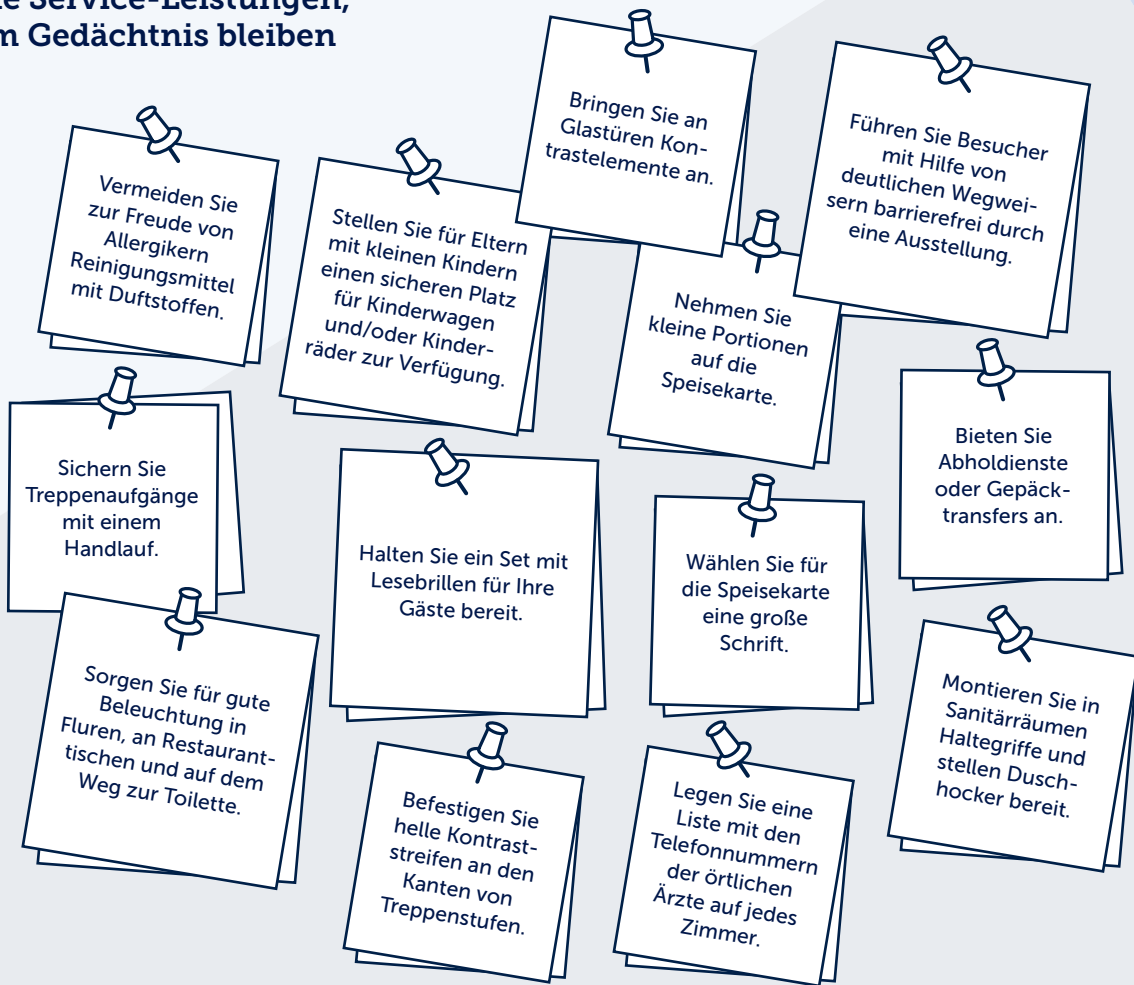 Service-Leistungen,
Gedächtnis bleiben
Bringen Sie an
Glastüren Kon-
trastelemente an.
Führen Sie Besucher
mit Hilfe von
deutlichen Wegwei-
sern barrierefrei durch
eine Ausstellung.
Vermeiden Sie
zur Freude von
Allergikern
Reinigungsmittel
mit Duftstoffen.
Stellen Sie für Eltern
mit kleinen Kindern
einen sicheren Platz
für Kinderwagen
und/oder Kinder-
räder zur Verfügung.
Nehmen Sie
kleine Portionen
auf die
Speisekarte.
Sichern Sie
Treppenaufgänge
mit einem
Handlauf.
Halten Sie ein Set mit
Lesebrillen für Ihre
Gäste bereit.
Wählen Sie für
die Speisekarte
eine große
Schrift.
Bieten Sie
Abholdienste
oder Gepäck-
transfers an.
Sorgen Sie für gute
Beleuchtung in
Fluren, an Restaurant-
tischen und auf dem
Weg zur Toilette.
Befestigen Sie
helle Kontrast-
streifen an den
Kanten von
Treppenstufen.
Legen Sie eine
Liste mit den
Telefonnummern
der örtlichen
Ärzte auf jedes
Zimmer.
Montieren Sie in
Sanitärräumen
Haltegriffe und
stellen Dusch-
hocker bereit.